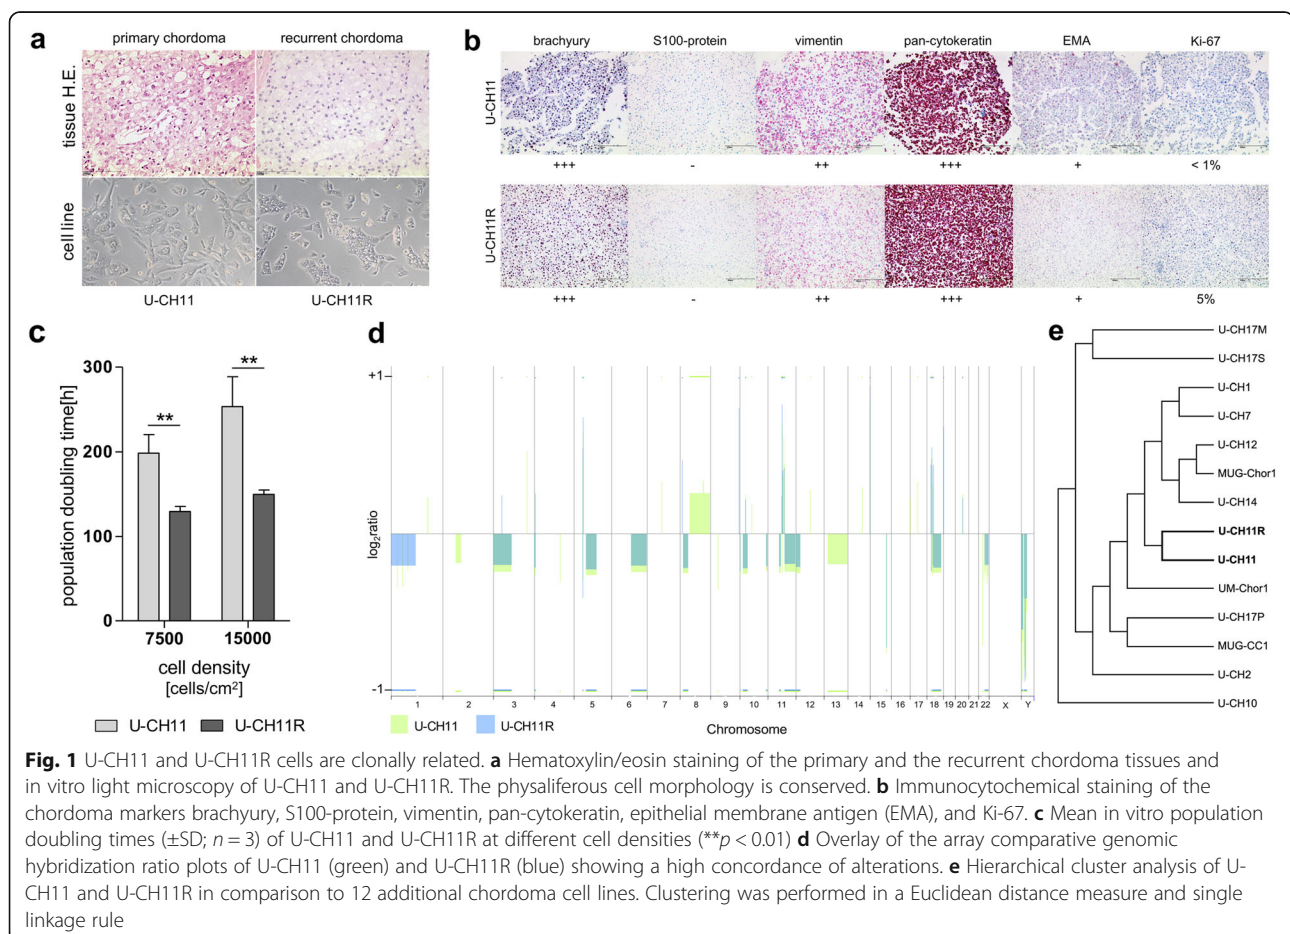 a
primary chordoma
recurrent chordoma
tissue H.E.
cell line
U-CH11
U-CH11R
b
brachyury
S100-protein
vimentin
pan-cytokeratin
EMA
Ki-67
U-CH11
+++
-
++
+++
+
< 1%
U-CH11R
+++
-
++
+++
+
5%
c
population doubling time[h]
300
200
100
0
**
**
7500
15000
cell density
[cells/cm²]
U-CH11
U-CH11R
d
+1
log₂ratio
-1
1 2 3 4 5 6 7 8 9 10 11 12 13 14 15 16 17 18 19 20 21 22 X Y
U-CH11
U-CH11R
Chromosome
e
U-CH17M
U-CH17S
U-CH1
U-CH7
U-CH12
MUG-Chor1
U-CH14
U-CH11R
U-CH11
UM-Chor1
U-CH17P
MUG-CC1
U-CH2
U-CH10
Fig. 1 U-CH11 and U-CH11R cells are clonally related. a Hematoxylin/eosin staining of the primary and the recurrent chordoma tissues and
in vitro light microscopy of U-CH11 and U-CH11R. The physaliferous cell morphology is conserved. b Immunocytochemical staining of the
chordoma markers brachyury, S100-protein, vimentin, pan-cytokeratin, epithelial membrane antigen (EMA), and Ki-67. c Mean in vitro population
doubling times (±SD; n = 3) of U-CH11 and U-CH11R at different cell densities (**p < 0.01) d Overlay of the array comparative genomic
hybridization ratio plots of U-CH11 (green) and U-CH11R (blue) showing a high concordance of alterations. e Hierarchical cluster analysis of U-
CH11 and U-CH11R in comparison to 12 additional chordoma cell lines. Clustering was performed in a Euclidean distance measure and single
linkage rule